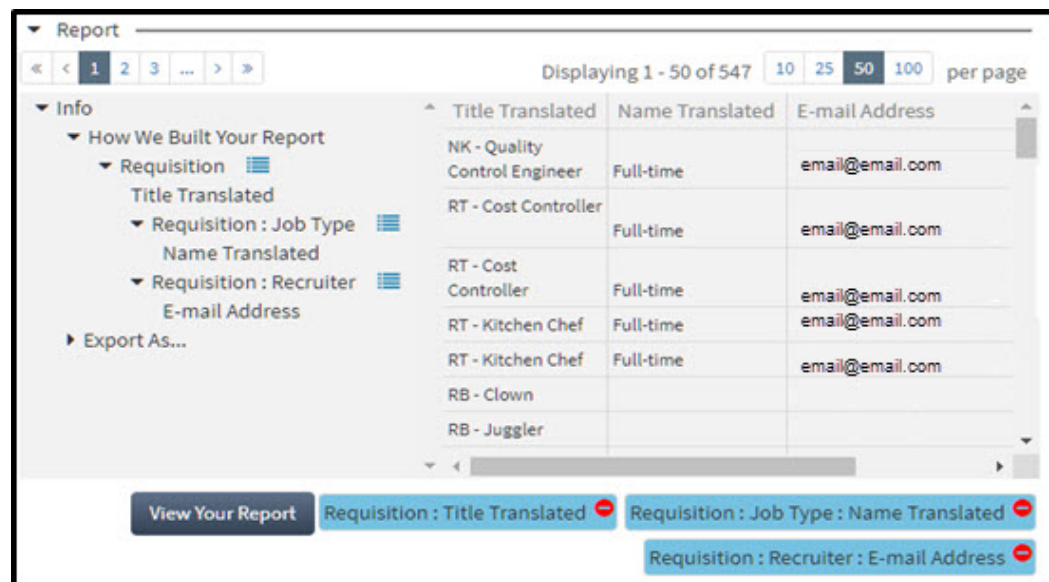 Report
« < 1 2 3 ... > »
Displaying 1 - 50 of 547 10 25 50 100 per page
Info
How We Built Your Report
Requisition
Title Translated
Requisition : Job Type
Name Translated
Requisition : Recruiter
E-mail Address
Export As...
Title Translated Name Translated E-mail Address
NK - Quality
Control Engineer Full-time email@email.com
RT - Cost Controller
Full-time email@email.com
RT - Cost
Controller Full-time email@email.com
RT - Kitchen Chef Full-time email@email.com
RT - Kitchen Chef Full-time email@email.com
RB - Clown
RB - Juggler
View Your Report Requisition : Title Translated Requisition : Job Type : Name Translated
Requisition : Recruiter : E-mail Address